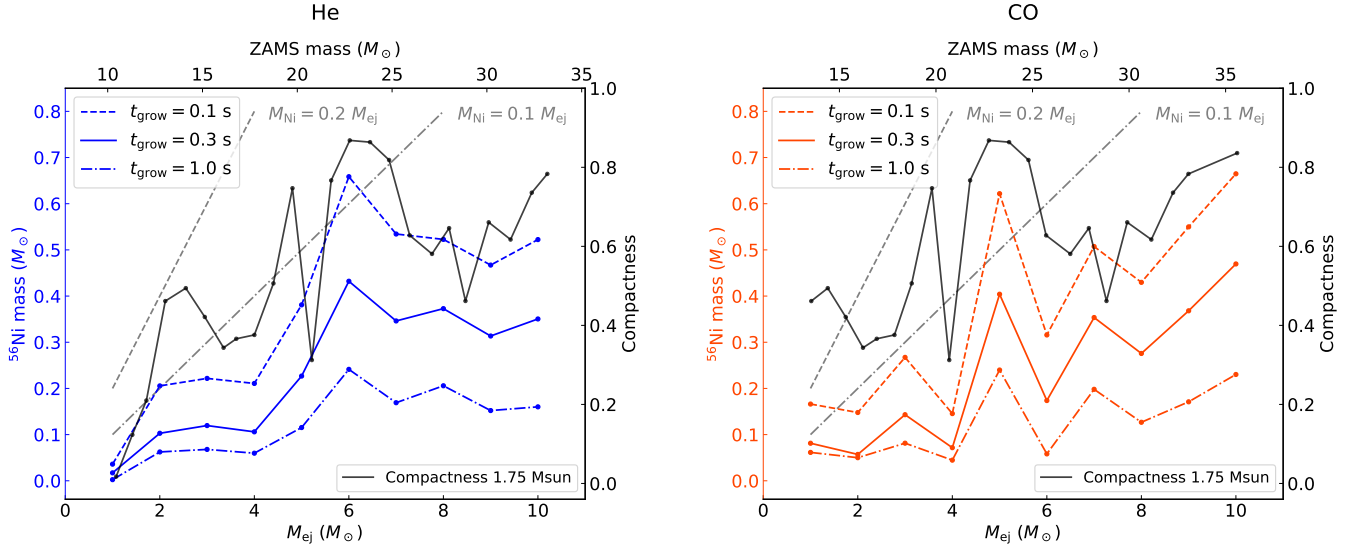 He
ZAMS mass (M⊙)
10 15 20 25 30 35
t_grow = 0.1 s
t_grow = 0.3 s
t_grow = 1.0 s
M_Ni = 0.2 M_ej
M_Ni = 0.1 M_ej
0.8
0.7
0.6
0.5
0.4
0.3
0.2
0.1
0.0
⁵⁶Ni mass (M⊙)
1.0
0.8
0.6
0.4
0.2
0.0
Compactness
Compactness 1.75 Msun
0 2 4 6 8 10
M_ej (M⊙)
CO
ZAMS mass (M⊙)
15 20 25 30 35
t_grow = 0.1 s
t_grow = 0.3 s
t_grow = 1.0 s
M_Ni = 0.2 M_ej
M_Ni = 0.1 M_ej
0.8
0.7
0.6
0.5
0.4
0.3
0.2
0.1
0.0
⁵⁶Ni mass (M⊙)
1.0
0.8
0.6
0.4
0.2
0.0
Compactness
Compactness 1.75 Msun
0 2 4 6 8 10
M_ej (M⊙)